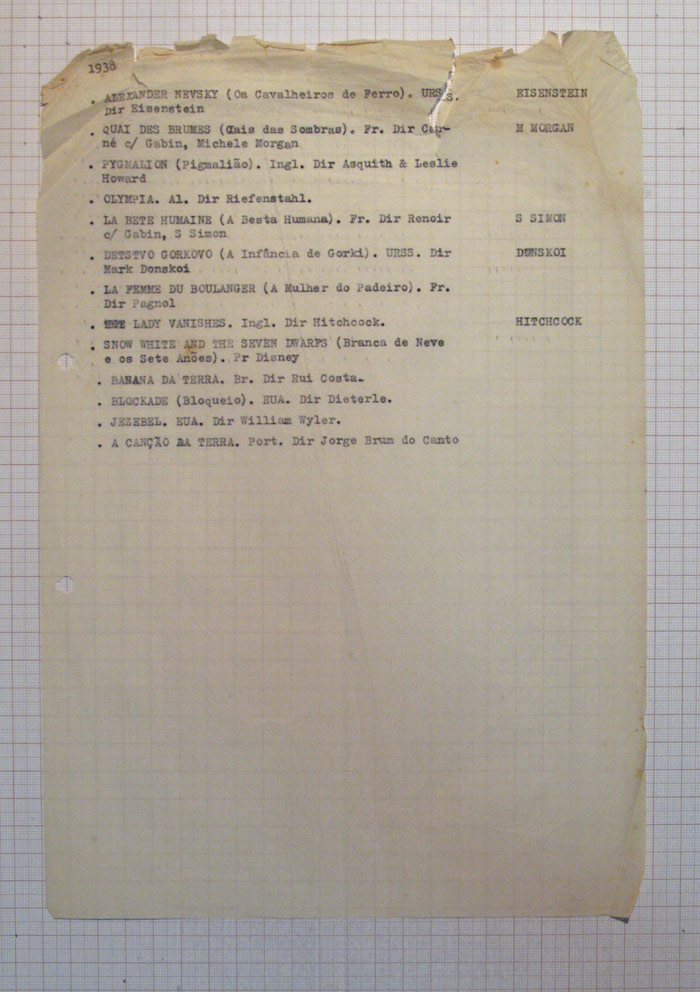 1938
. ALEXANDER NEVSKY (Os Cavalheiros de Ferro). URSS. EISENSTEIN
Dir Eisenstein
. QUAI DES BRUMES (Cais das Sombras). Fr. Dir Car- M MORGAN
né c/ Gabin, Michele Morgan
. PYGMALION (Pigmalião). Ingl. Dir Asquith & Leslie
Howard
. OLYMPIA. Al. Dir Riefenstahl.
. LA BETE HUMAINE (A Besta Humana). Fr. Dir Renoir S SIMON
c/ Gabin, S Simon
. DETSTVO GORKOVO (A Infância de Gorki). URSS. Dir DONSKOI
Mark Donskoi
. LA FEMME DU BOULANGER (A Mulher do Padeiro). Fr.
Dir Pagnol
. THE LADY VANISHES. Ingl. Dir Hitchcock. HITCHCOCK
. SNOW WHITE AND THE SEVEN DWARFS (Branca de Neve
e os Sete Anões). Pr Disney
. BANANA DA TERRA. Br. Dir Rui Costa.
. BLOCKADE (Bloqueio). EUA. Dir Dieterle.
. JEZEBEL. EUA. Dir William Wyler.
. A CANÇÃO DA TERRA. Port. Dir Jorge Brum do Canto